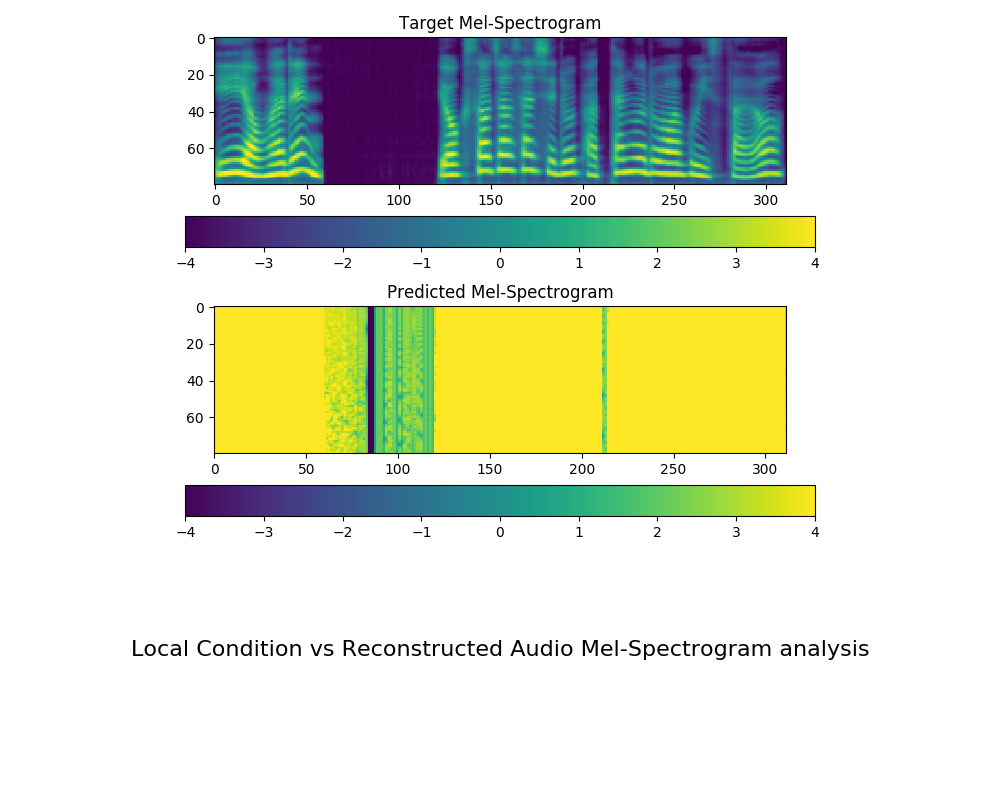 Target Mel-Spectrogram
0
20
40
60
0 50 100 150 200 250 300
−4 −3 −2 −1 0 1 2 3 4
Predicted Mel-Spectrogram
0
20
40
60
0 50 100 150 200 250 300
−4 −3 −2 −1 0 1 2 3 4
Local Condition vs Reconstructed Audio Mel-Spectrogram analysis